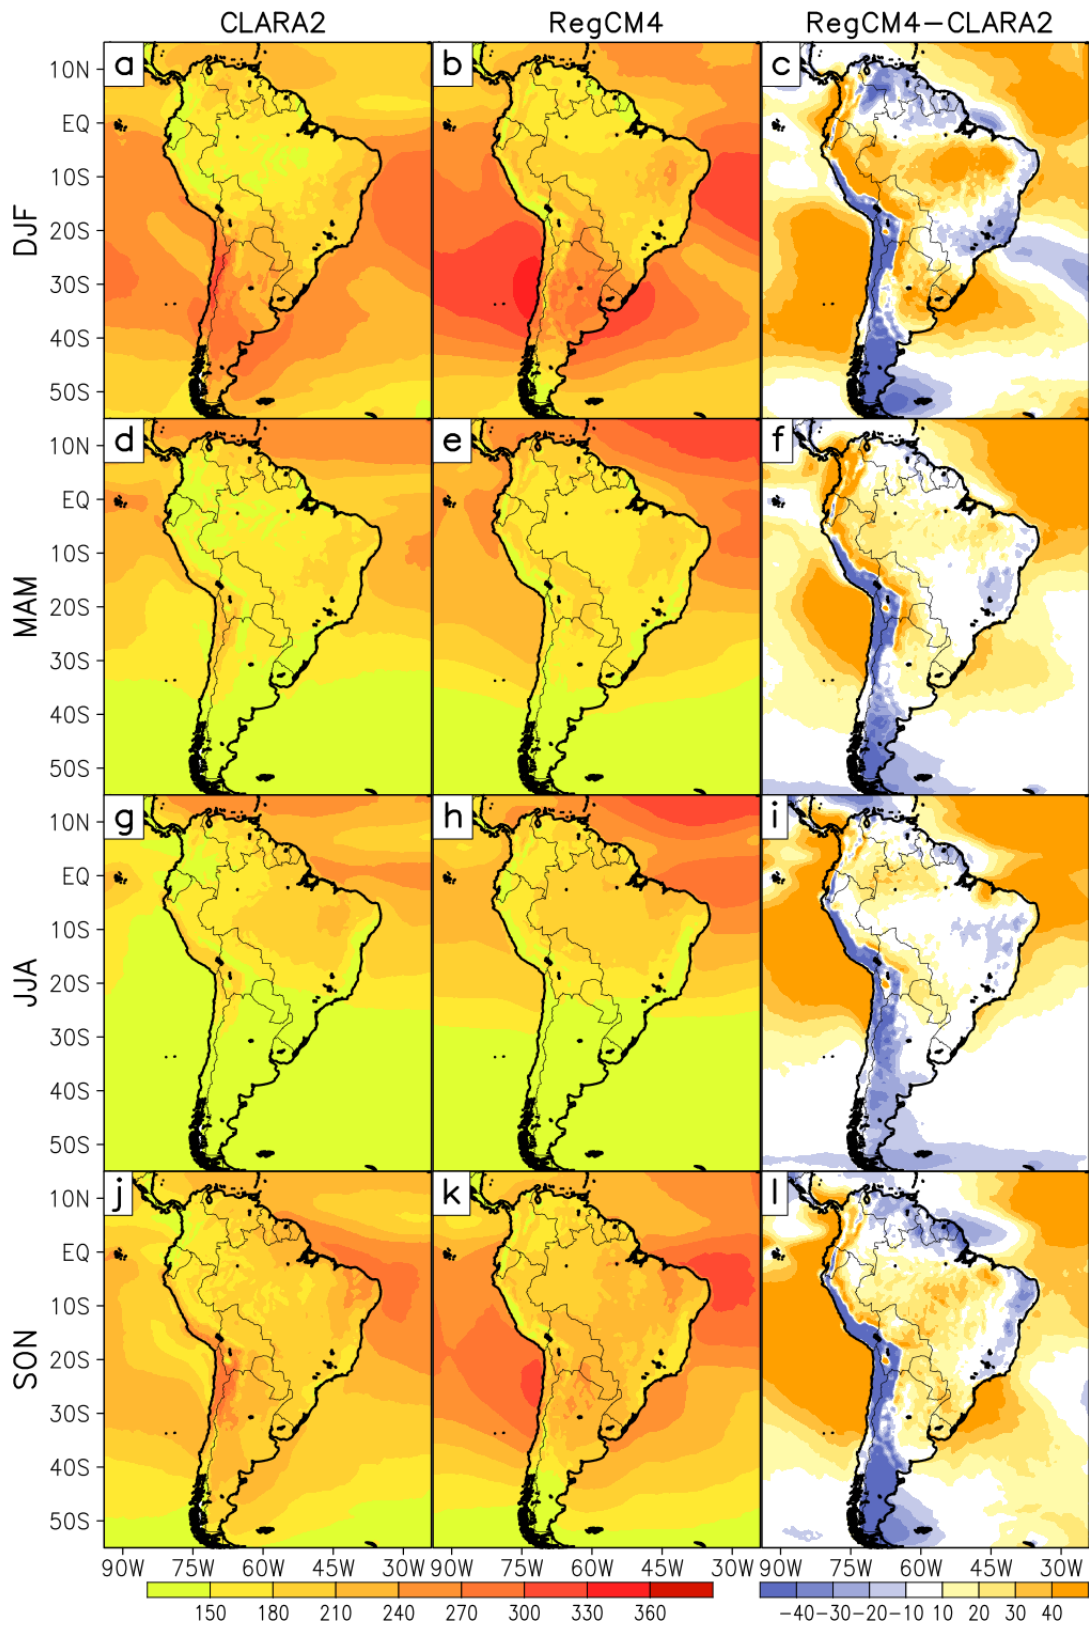 CLARA2 RegCM4 RegCM4−CLARA2
a b c
10N
EQ
10S
20S
30S
40S
50S
DJF
d e f
10N
EQ
10S
20S
30S
40S
50S
MAM
g h i
10N
EQ
10S
20S
30S
40S
50S
JJA
j k l
10N
EQ
10S
20S
30S
40S
50S
SON
90W 75W 60W 45W 30W 90W 75W 60W 45W 30W 90W 75W 60W 45W 30W
150 180 210 240 270 300 330 360 −40 −30 −20 −10 10 20 30 40